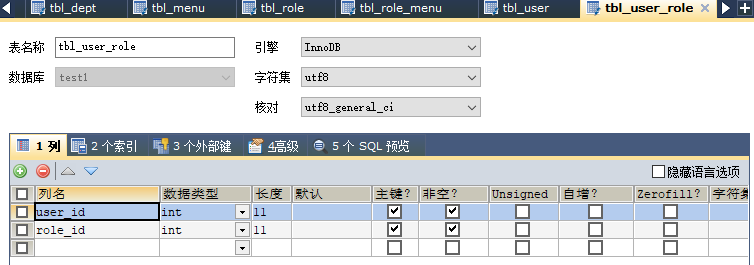 tbl_dept tbl_menu tbl_role tbl_role_menu tbl_user tbl_user_role
表名称 tbl_user_role 引擎 InnoDB
数据库 test1 字符集 utf8
核对 utf8_general_ci
1 列 2 个索引 3 个外部键 4高级 5 个 SQL 预览
隐藏语言选项
列名 数据类型 长度 默认 主键? 非空? Unsigned 自增? Zerofill? 字符集
user_id int 11
role_id int 11